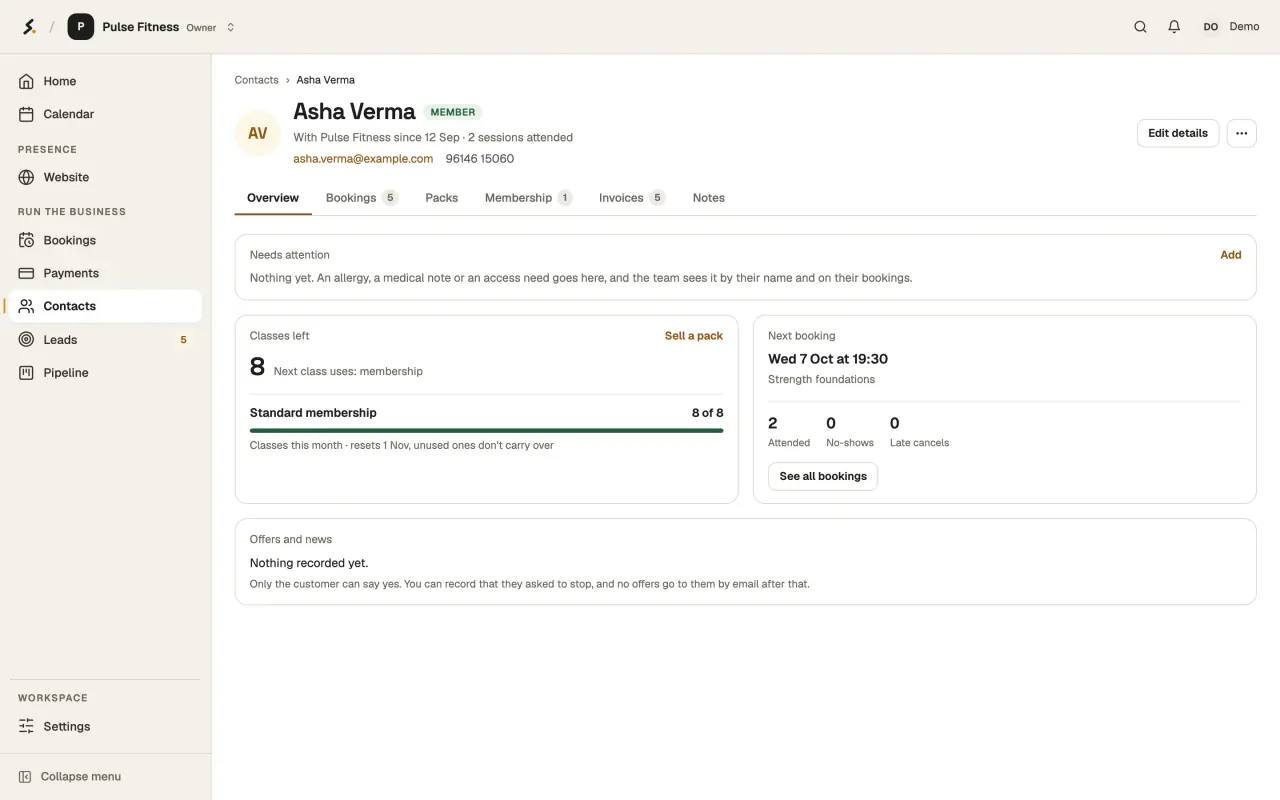 P Pulse Fitness Owner
DO Demo
Home
Calendar
PRESENCE
Website
RUN THE BUSINESS
Bookings
Payments
Contacts
Leads 5
Pipeline
WORKSPACE
Settings
Collapse menu
Contacts › Asha Verma
AV
Asha Verma MEMBER
With Pulse Fitness since 12 Sep · 2 sessions attended
asha.verma@example.com 96146 15060
Edit details
Overview Bookings 5 Packs Membership 1 Invoices 5 Notes
Needs attention Add
Nothing yet. An allergy, a medical note or an access need goes here, and the team sees it by their name and on their bookings.
Classes left Sell a pack
8 Next class uses: membership
Standard membership 8 of 8
Classes this month · resets 1 Nov, unused ones don't carry over
Next booking
Wed 7 Oct at 19:30
Strength foundations
2 0 0
Attended No-shows Late cancels
See all bookings
Offers and news
Nothing recorded yet.
Only the customer can say yes. You can record that they asked to stop, and no offers go to them by email after that.